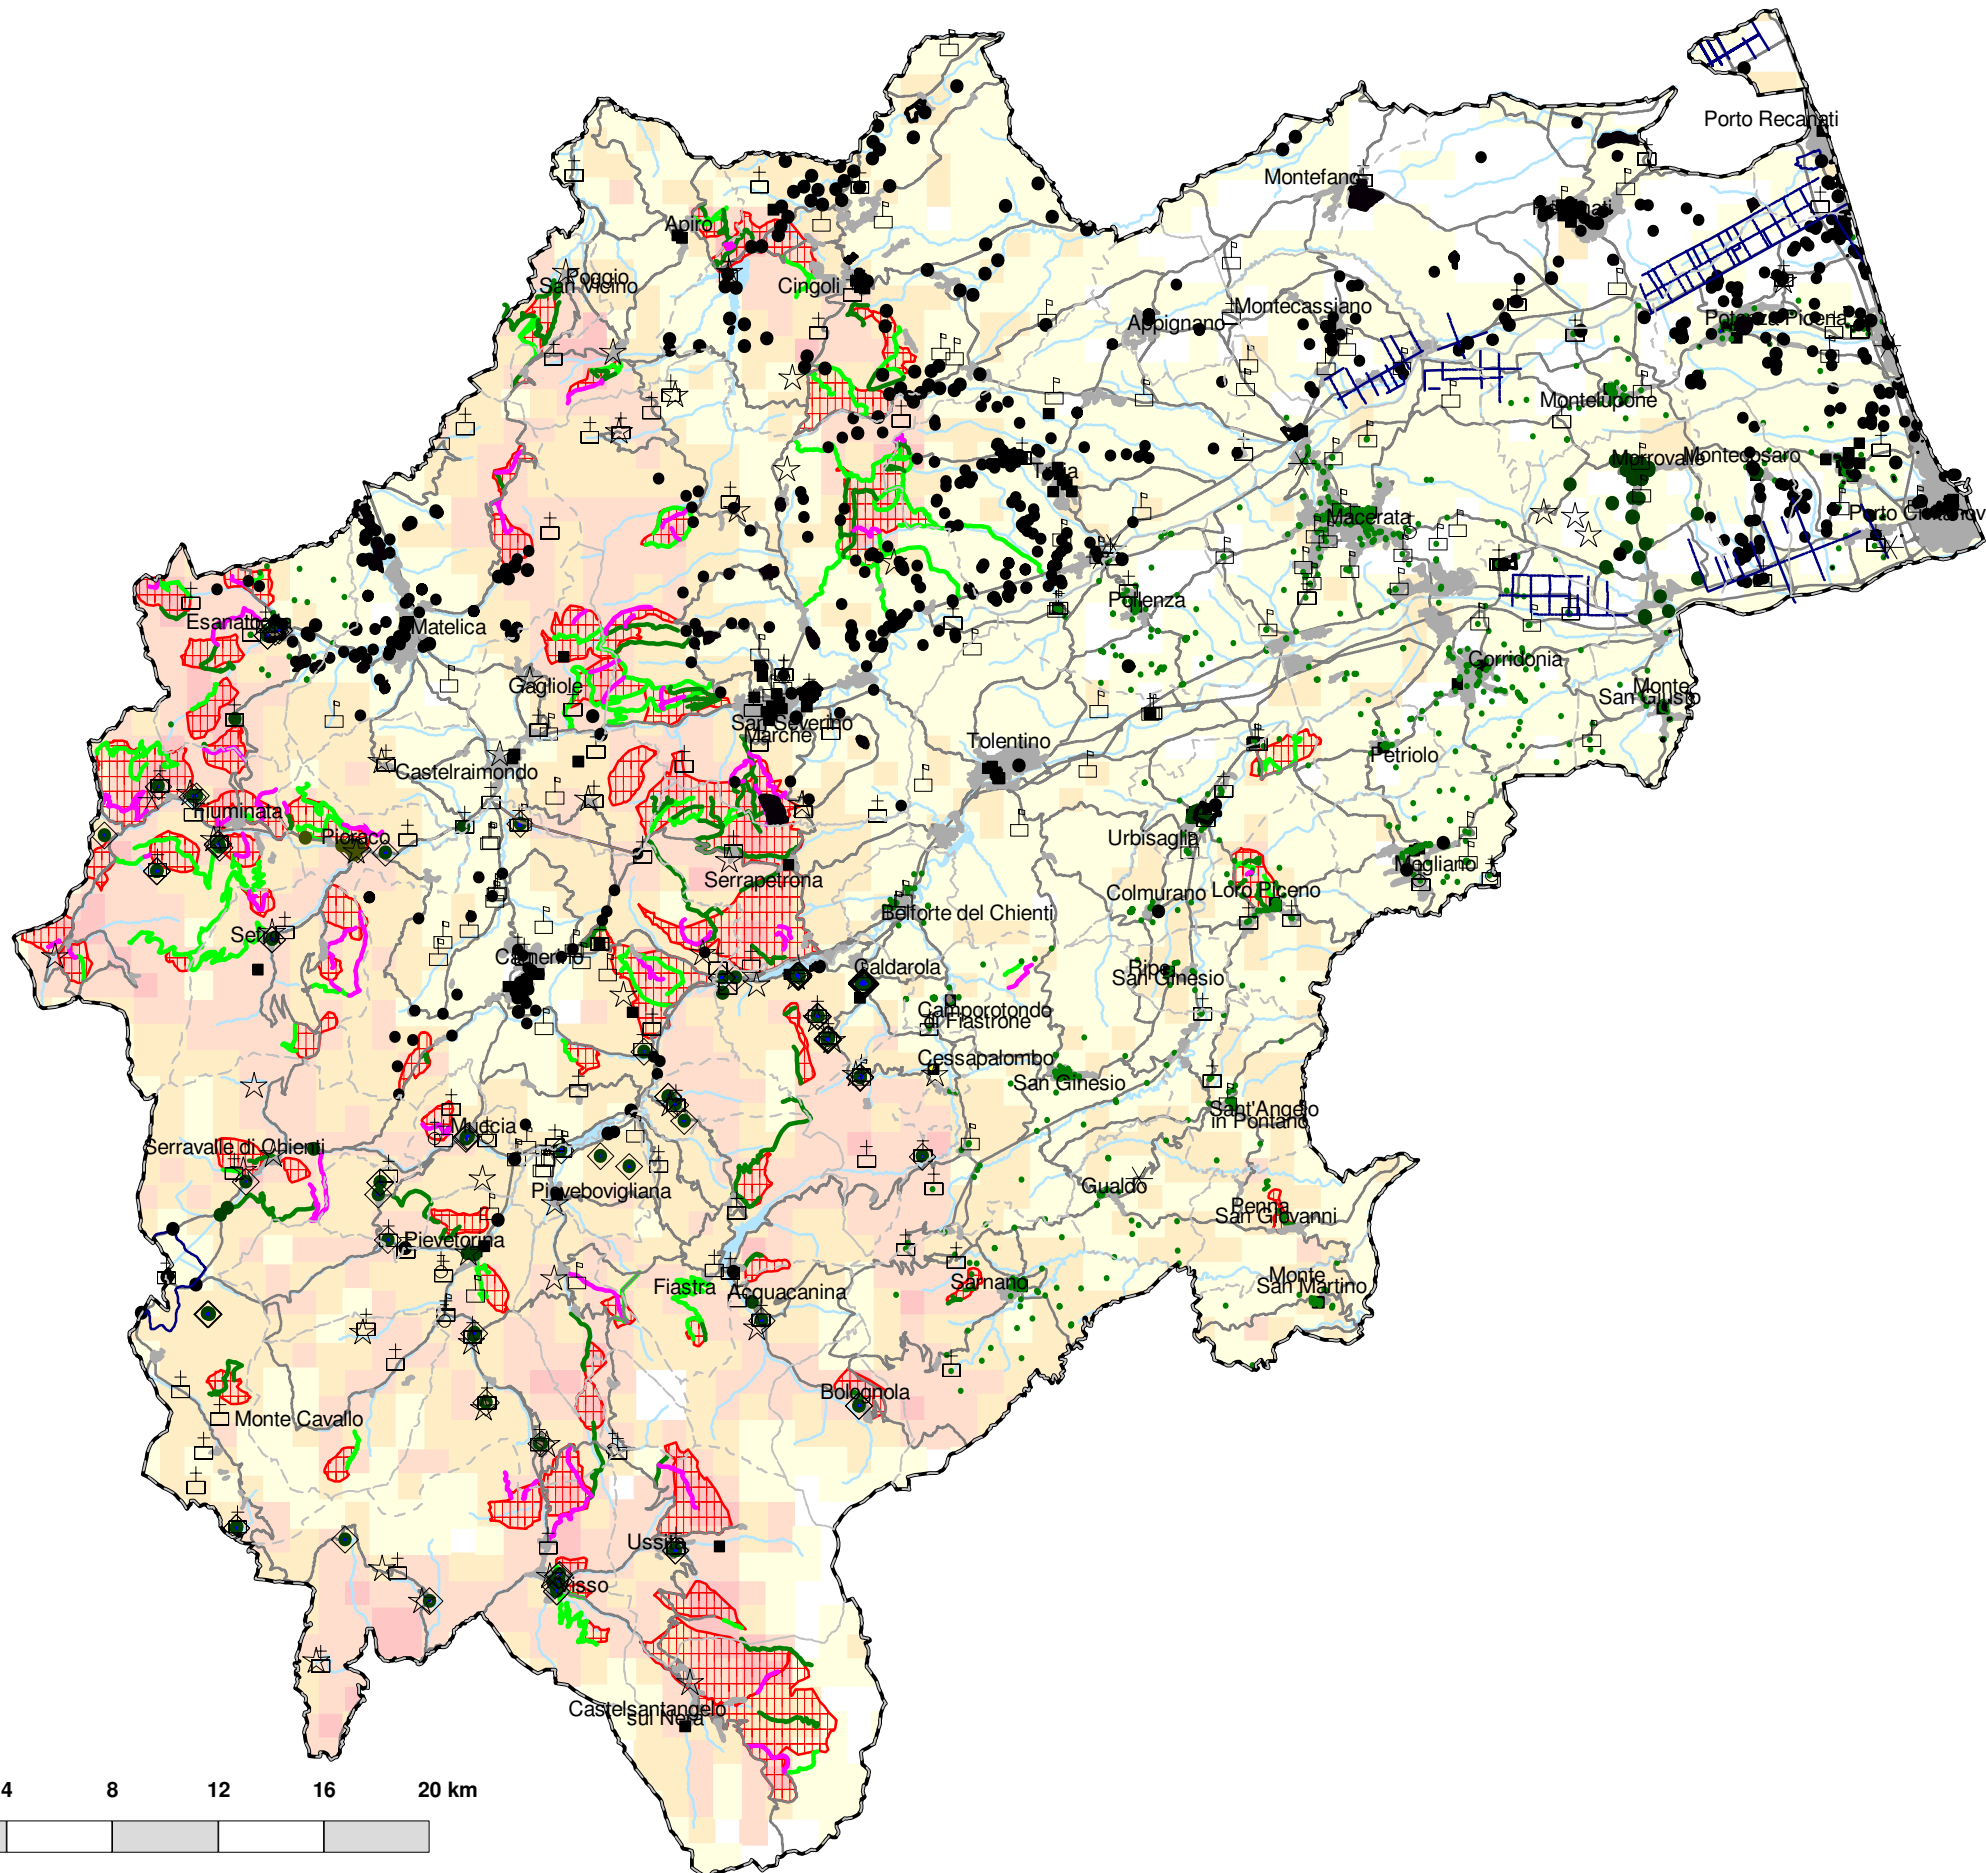 Porto Recanati
Montefano
Recanati
Apiro
Poggio
San Vicino
Cingoli
Montecassiano
Appignano
Potenza Picena
Montelupone
Morrovalle
Montecosaro
Treia
Macerata
Porto Civitanov
Pollenza
Esanatoglia
Matelica
Corridonia
Gagliole
Monte
San Giusto
San Severino
Marche
Tolentino
Petriolo
Castelraimondo
Fiuminata
Pioraco
Urbisaglia
Mogliano
Serrapetrona
Colmurano
Loro Piceno
Belforte del Chienti
Sefro
Camerino
Caldarola
Ripe
San Ginesio
Camporotondo
di Fiastrone
Cessapalombo
San Ginesio
Sant'Angelo
in Pontano
Muccia
Serravalle di Chienti
Pievebovigliana
Gualdo
Penna
San Giovanni
Pievetorina
Fiastra
Acquacanina
Sarnano
Monte
San Martino
Bolognola
Monte Cavallo
Ussita
Visso
Castelsantangelo
sul Nera
4 8 12 16 20 km